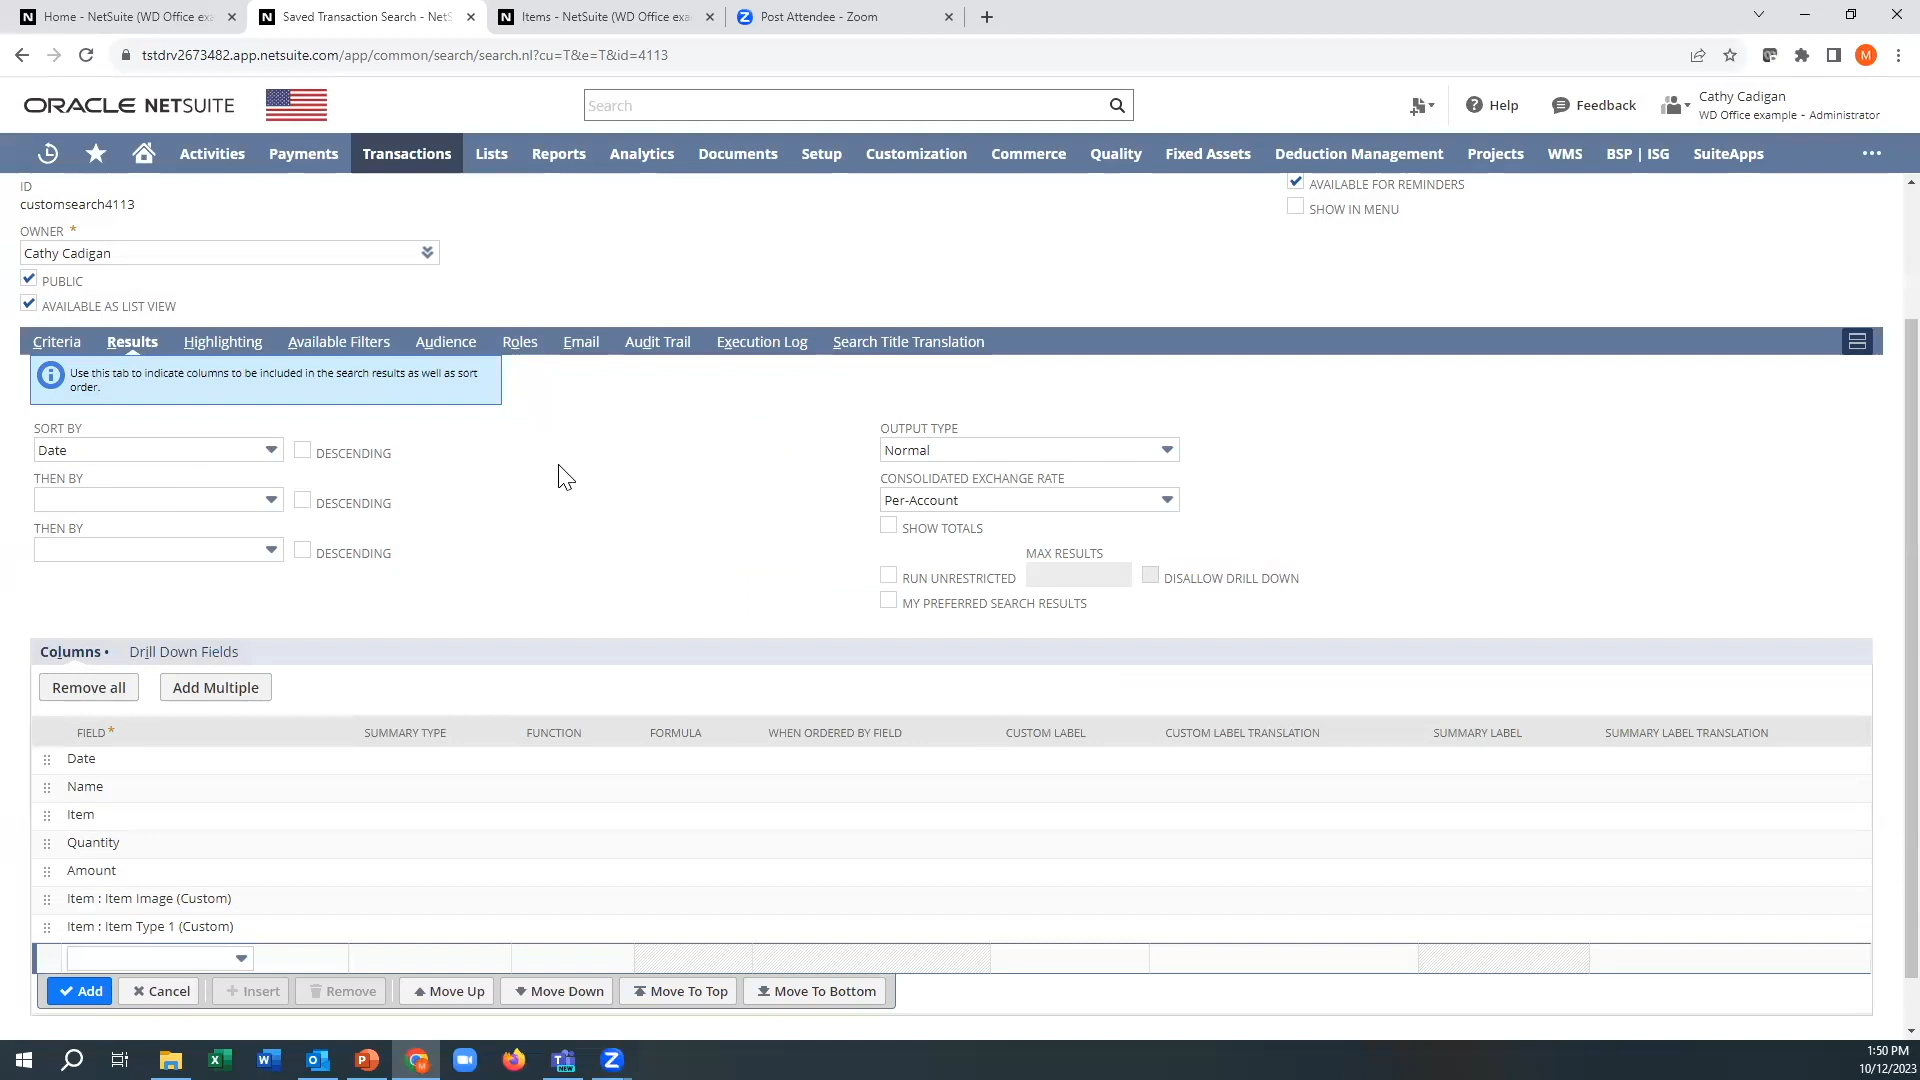 Home - NetSuite (WD Office exa
Saved Transaction Search - NetS
Items - NetSuite (WD Office exa
Post Attendee - Zoom
tstdrv2673482.app.netsuite.com/app/common/search/search.nl?cu=T&e=T&id=4113
M
ORACLE NETSUITE
Search
Help
Feedback
Cathy Cadigan
WD Office example - Administrator
Activities
Payments
Transactions
Lists
Reports
Analytics
Documents
Setup
Customization
Commerce
Quality
Fixed Assets
Deduction Management
Projects
WMS
BSP | ISG
SuiteApps
ID
customsearch4113
AVAILABLE FOR REMINDERS
SHOW IN MENU
OWNER *
Cathy Cadigan
PUBLIC
AVAILABLE AS LIST VIEW
Criteria
Results
Highlighting
Available Filters
Audience
Roles
Email
Audit Trail
Execution Log
Search Title Translation
Use this tab to indicate columns to be included in the search results as well as sort
order.
SORT BY
Date
DESCENDING
THEN BY
DESCENDING
THEN BY
DESCENDING
OUTPUT TYPE
Normal
CONSOLIDATED EXCHANGE RATE
Per-Account
SHOW TOTALS
MAX RESULTS
RUN UNRESTRICTED
DISALLOW DRILL DOWN
MY PREFERRED SEARCH RESULTS
Columns •
Drill Down Fields
Remove all
Add Multiple
FIELD *
SUMMARY TYPE
FUNCTION
FORMULA
WHEN ORDERED BY FIELD
CUSTOM LABEL
CUSTOM LABEL TRANSLATION
SUMMARY LABEL
SUMMARY LABEL TRANSLATION
Date
Name
Item
Quantity
Amount
Item : Item Image (Custom)
Item : Item Type 1 (Custom)
Add
Cancel
Insert
Remove
Move Up
Move Down
Move To Top
Move To Bottom
1:50 PM
10/12/2023